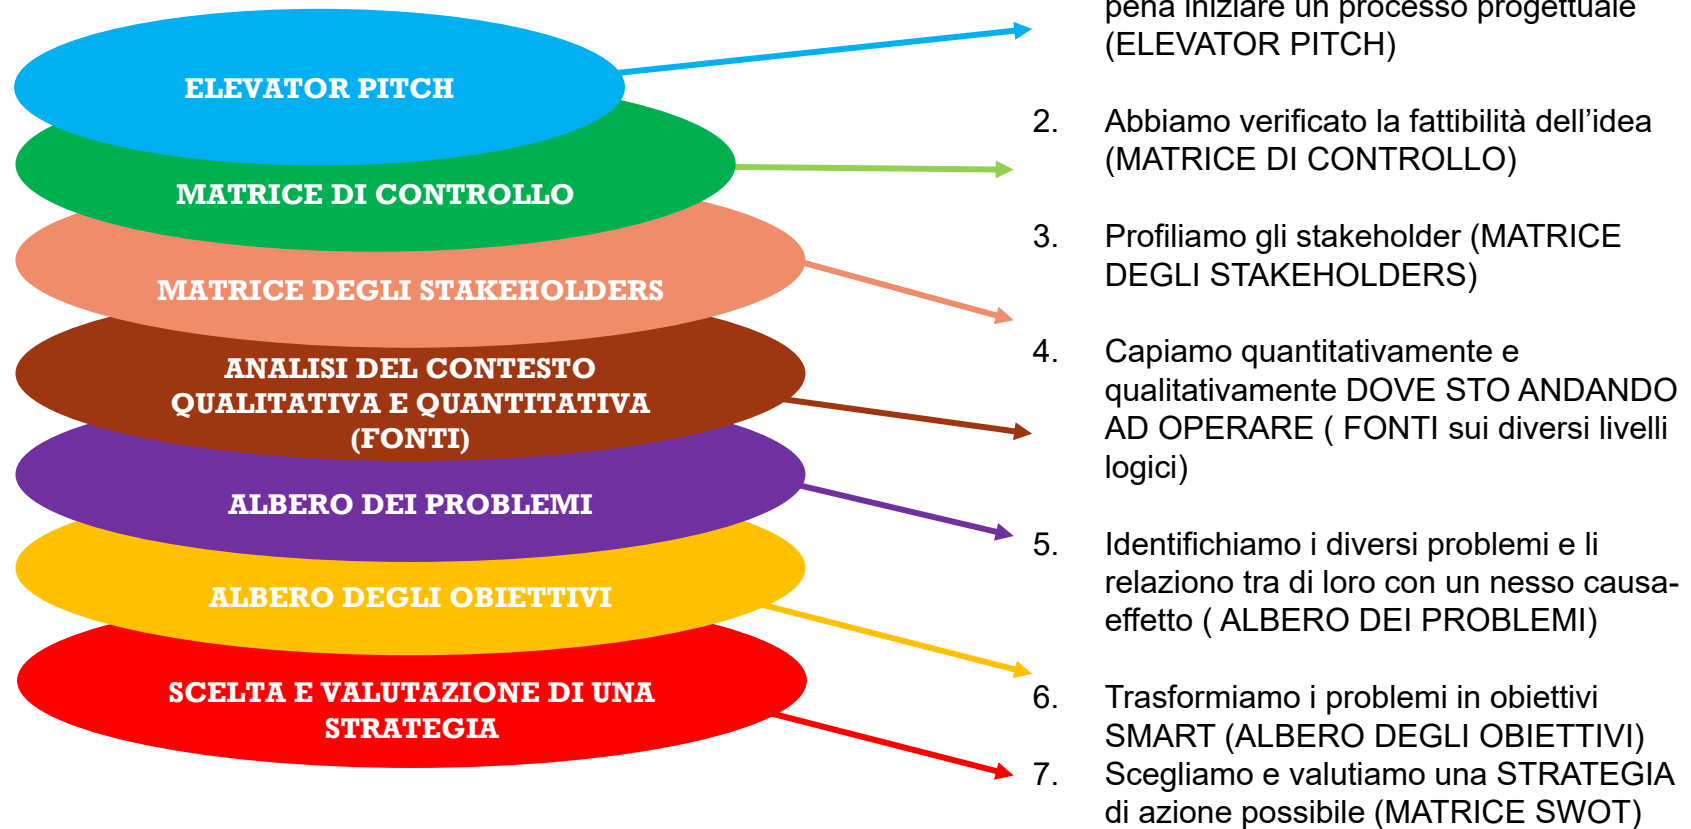 ELEVATOR PITCH
MATRICE DI CONTROLLO
MATRICE DEGLI STAKEHOLDERS
ANALISI DEL CONTESTO
QUALITATIVA E QUANTITATIVA
(FONTI)
ALBERO DEI PROBLEMI
ALBERO DEGLI OBIETTIVI
SCELTA E VALUTAZIONE DI UNA
STRATEGIA
pena iniziare un processo progettuale
(ELEVATOR PITCH)
2. Abbiamo verificato la fattibilità dell’idea
(MATRICE DI CONTROLLO)
3. Profiliamo gli stakeholder (MATRICE
DEGLI STAKEHOLDERS)
4. Capiamo quantitativamente e
qualitativamente DOVE STO ANDANDO
AD OPERARE ( FONTI sui diversi livelli
logici)
5. Identifichiamo i diversi problemi e li
relaziono tra di loro con un nesso causa-
effetto ( ALBERO DEI PROBLEMI)
6. Trasformiamo i problemi in obiettivi
SMART (ALBERO DEGLI OBIETTIVI)
7. Scegliamo e valutiamo una STRATEGIA
di azione possibile (MATRICE SWOT)